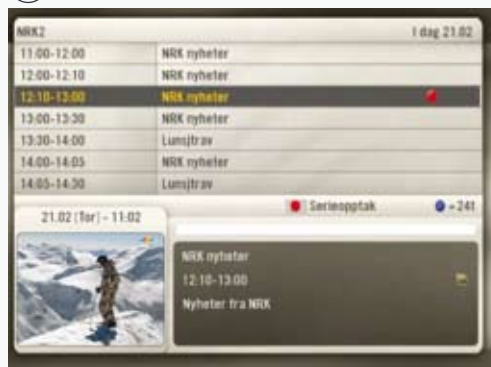 NRK2 I dag 21.02
11:00-12:00 NRK nyheter
12:00-12:10 NRK nyheter
12:10-13:00 NRK nyheter
13:00-13:30 NRK nyheter
13:30-14:00 Lunsjtrav
14:00-14:05 NRK nyheter
14:05-14:30 Lunsjtrav
Serieopptak +24t
21.02 (Tor) - 11:02
NRK nyheter
12:10-13:00
Nyheter fra NRK